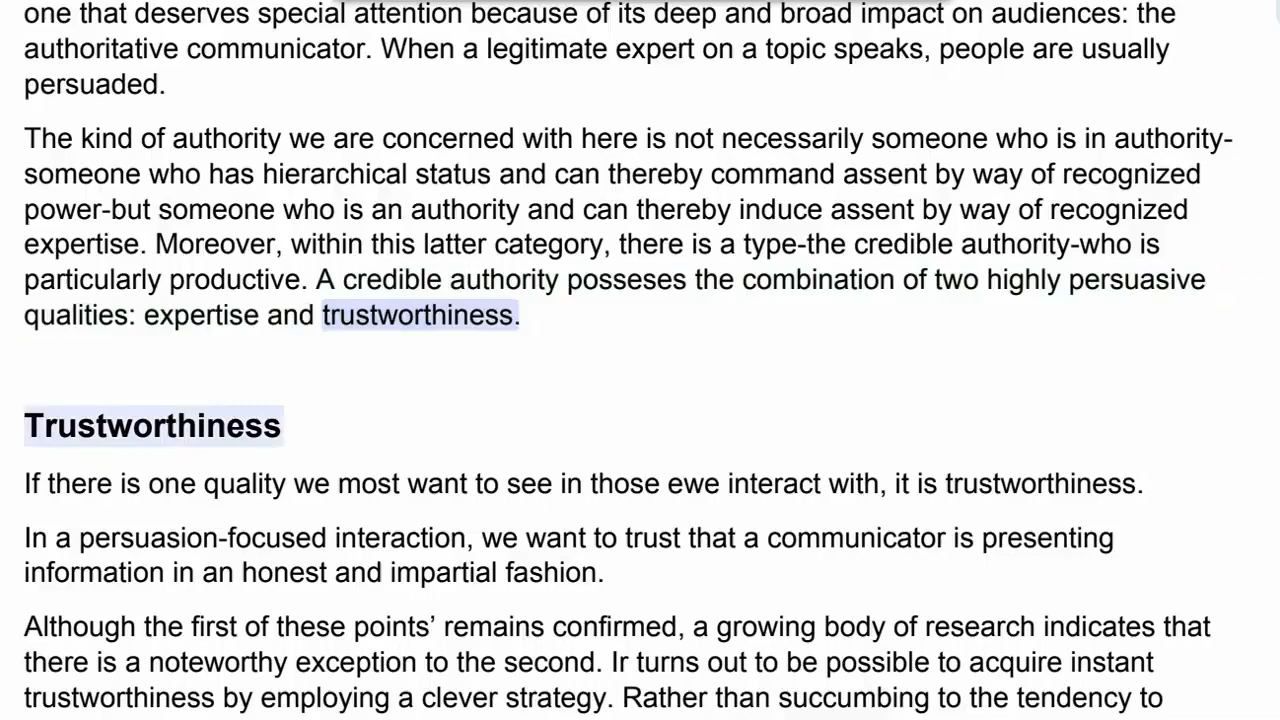 one that deserves special attention because of its deep and broad impact on audiences: the
authoritative communicator. When a legitimate expert on a topic speaks, people are usually
persuaded.
The kind of authority we are concerned with here is not necessarily someone who is in authority-
someone who has hierarchical status and can thereby command assent by way of recognized
power-but someone who is an authority and can thereby induce assent by way of recognized
expertise. Moreover, within this latter category, there is a type-the credible authority-who is
particularly productive. A credible authority posseses the combination of two highly persuasive
qualities: expertise and trustworthiness.
Trustworthiness
If there is one quality we most want to see in those ewe interact with, it is trustworthiness.
In a persuasion-focused interaction, we want to trust that a communicator is presenting
information in an honest and impartial fashion.
Although the first of these points’ remains confirmed, a growing body of research indicates that
there is a noteworthy exception to the second. Ir turns out to be possible to acquire instant
trustworthiness by employing a clever strategy. Rather than succumbing to the tendency to